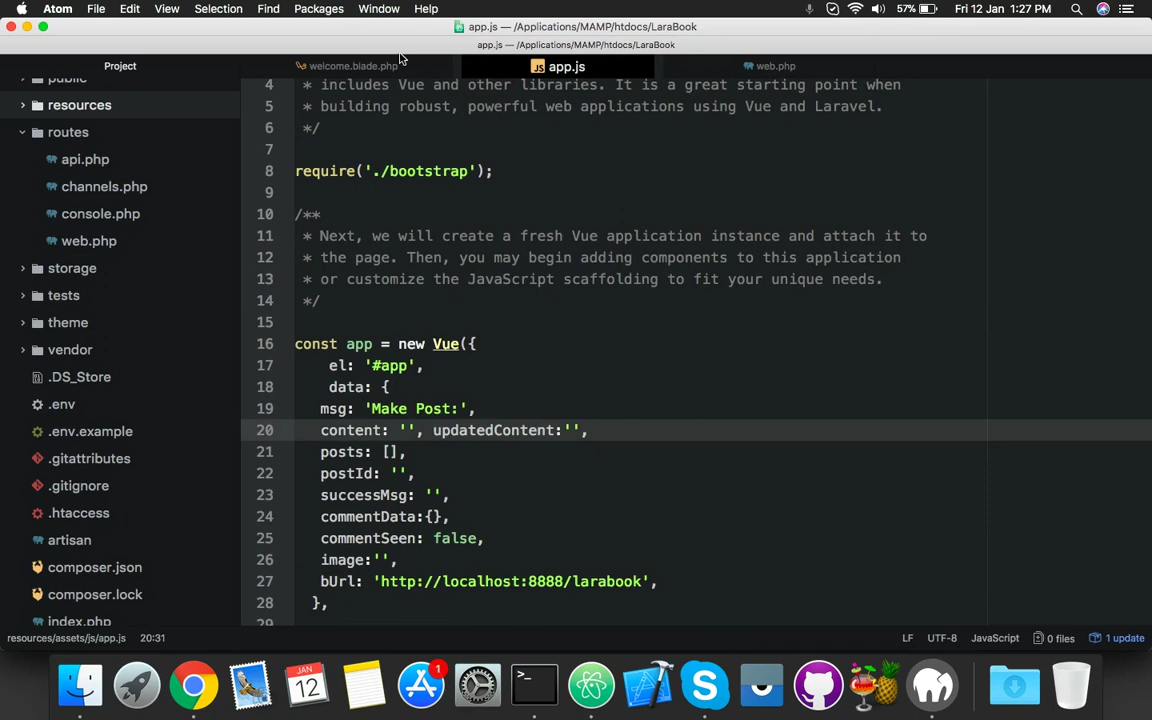 Atom File Edit View Selection Find Packages Window Help 57% Fri 12 Jan 1:27 PM
app.js — /Applications/MAMP/htdocs/LaraBook
app.js — /Applications/MAMP/htdocs/LaraBook
Project welcome.blade.php JS app.js web.php
public
resources
routes
api.php
channels.php
console.php
web.php
storage
tests
theme
vendor
.DS_Store
.env
.env.example
.gitattributes
.gitignore
.htaccess
artisan
composer.json
composer.lock
index.php
4 * includes Vue and other libraries. It is a great starting point when
5 * building robust, powerful web applications using Vue and Laravel.
6 */
7
8 require('./bootstrap');
9
10 /**
11 * Next, we will create a fresh Vue application instance and attach it to
12 * the page. Then, you may begin adding components to this application
13 * or customize the JavaScript scaffolding to fit your unique needs.
14 */
15
16 const app = new Vue({
17 el: '#app',
18 data: {
19 msg: 'Make Post:',
20 content: '', updatedContent:'',
21 posts: [],
22 postId: '',
23 successMsg: '',
24 commentData:{},
25 commentSeen: false,
26 image:'',
27 bUrl: 'http://localhost:8888/larabook',
28 },
29
resources/assets/js/app.js 20:31 LF UTF-8 JavaScript 0 files 1 update
JAN
12
1
>_
S